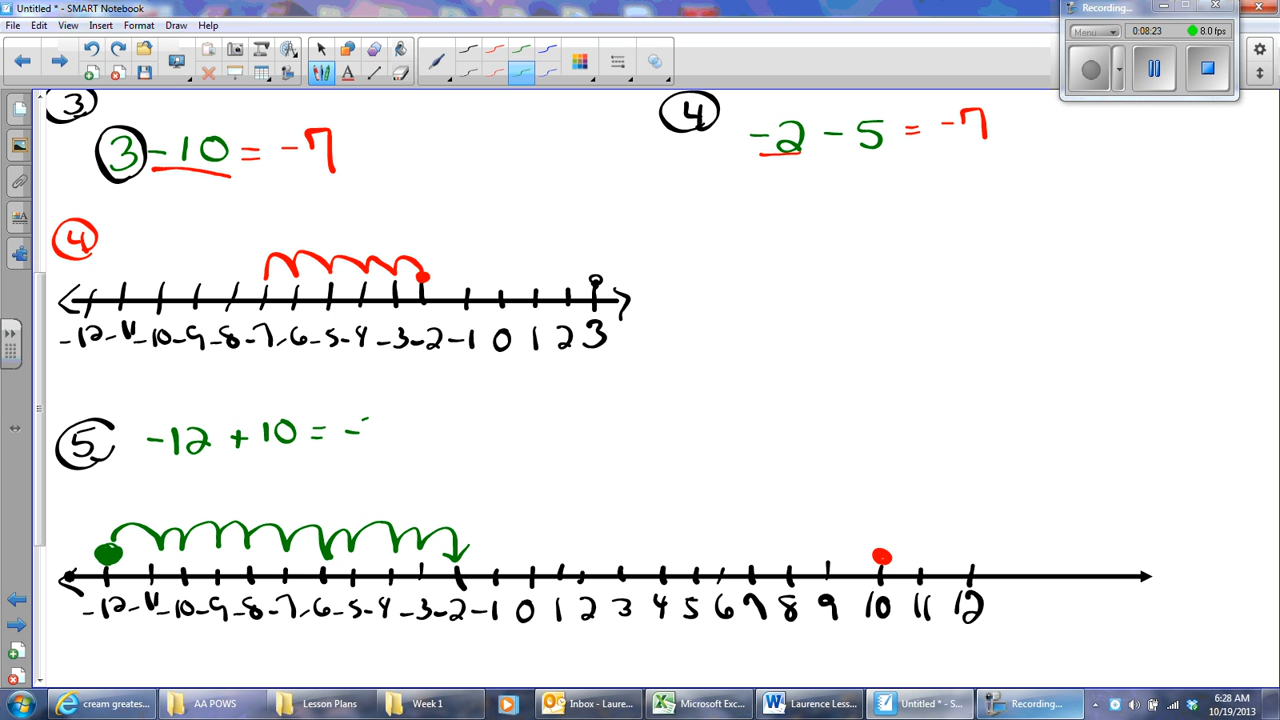 Untitled * - SMART Notebook
Recording...
File Edit View Insert Format Tools Add-ons Draw Help
Menu
0:08:23
8.0 fps
3
3 - 10 = -7
4
-2 - 5 = -7
4
-12 -11 -10 -9 -8 -7 -6 -5 -4 -3 -2 -1 0 1 2 3
5
-12 + 10 = -
-12 -11 -10 -9 -8 -7 -6 -5 -4 -3 -2 -1 0 1 2 3 4 5 6 7 8 9 10 11 12
cream greates...
AA POWS
Lesson Plans
Week 1
Inbox - Laure...
Microsoft Exc...
Laurence Less...
Untitled * - S...
Recording...
6:28 AM
10/19/2013